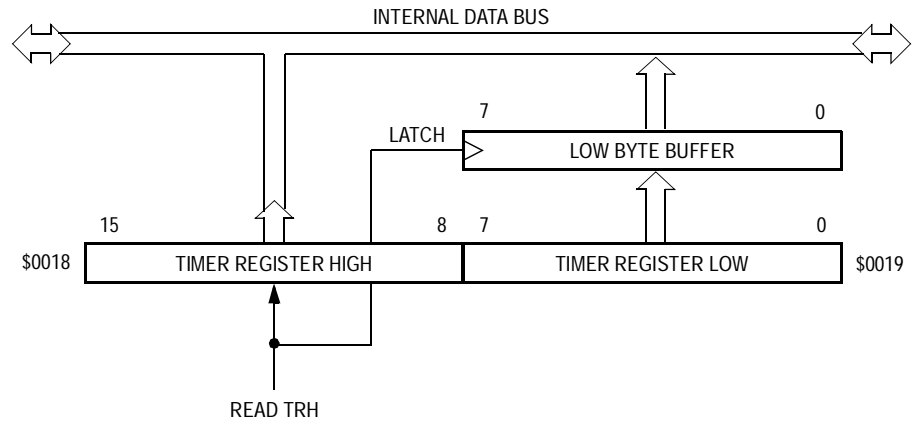 INTERNAL DATA BUS
7 0
LATCH
LOW BYTE BUFFER
15 8 7 0
$0018 TIMER REGISTER HIGH TIMER REGISTER LOW $0019
READ TRH